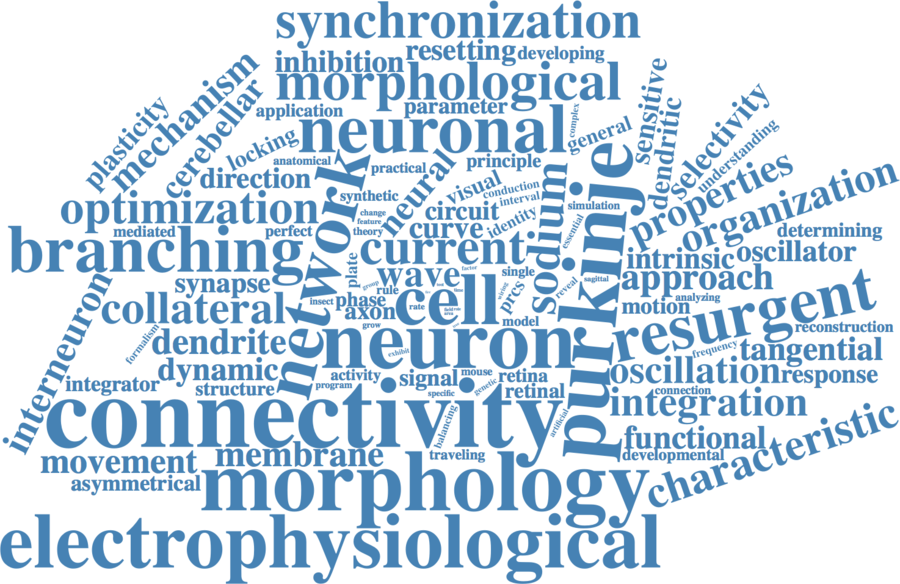 synchronization
resetting
developing
inhibition
morphological
mechanism
plasticity
cerebellar
application
parameter
neuronal
complex
general
sensitive
dendritic
selectivity
understanding
locking
anatomical
practical
principle
direction
network
synthetic
neural
visual
conduction
interval
sodium
simulation
purkinje
properties
organization
optimization
mediated
perfect
change
feature
theory
circuit
curve
identity
essential
determining
branching
current
intrinsic
oscillator
synapse
plate
wave
factor
single
prcs
reveal
sagittal
approach
collateral
insect
phase
group
rule
cell
axon
rate
model
motion
analyzing
interneuron
formalism
dendrite
grow
neuron
exhibit
resurgent
reconstruction
frequency
tangential
dynamic
activity
signal
mouse
retina
oscillation
response
integrator
structure
program
specific
genetic
retinal
connection
connectivity
balancing
artificial
integration
movement
membrane
traveling
functional
developmental
characteristic
asymmetrical
morphology
electrophysiological